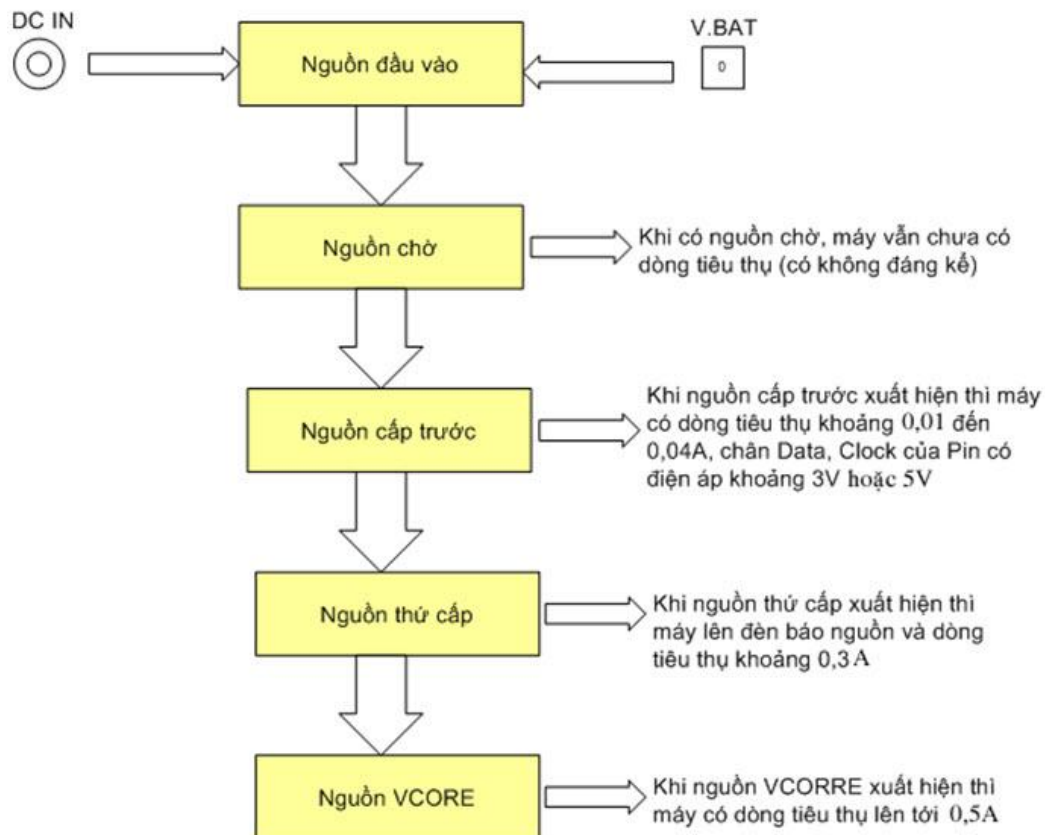 DC IN
V.BAT
0
Nguồn đầu vào
Nguồn chờ
Khi có nguồn chờ, máy vẫn chưa có
dòng tiêu thụ (có không đáng kể)
Nguồn cấp trước
Khi nguồn cấp trước xuất hiện thì máy
có dòng tiêu thụ khoảng 0,01 đến
0,04A, chân Data, Clock của Pin có
điện áp khoảng 3V hoặc 5V
Nguồn thứ cấp
Khi nguồn thứ cấp xuất hiện thì
máy lên đèn báo nguồn và dòng
tiêu thụ khoảng 0,3A
Nguồn VCORE
Khi nguồn VCORRE xuất hiện thì
máy có dòng tiêu thụ lên tới 0,5A